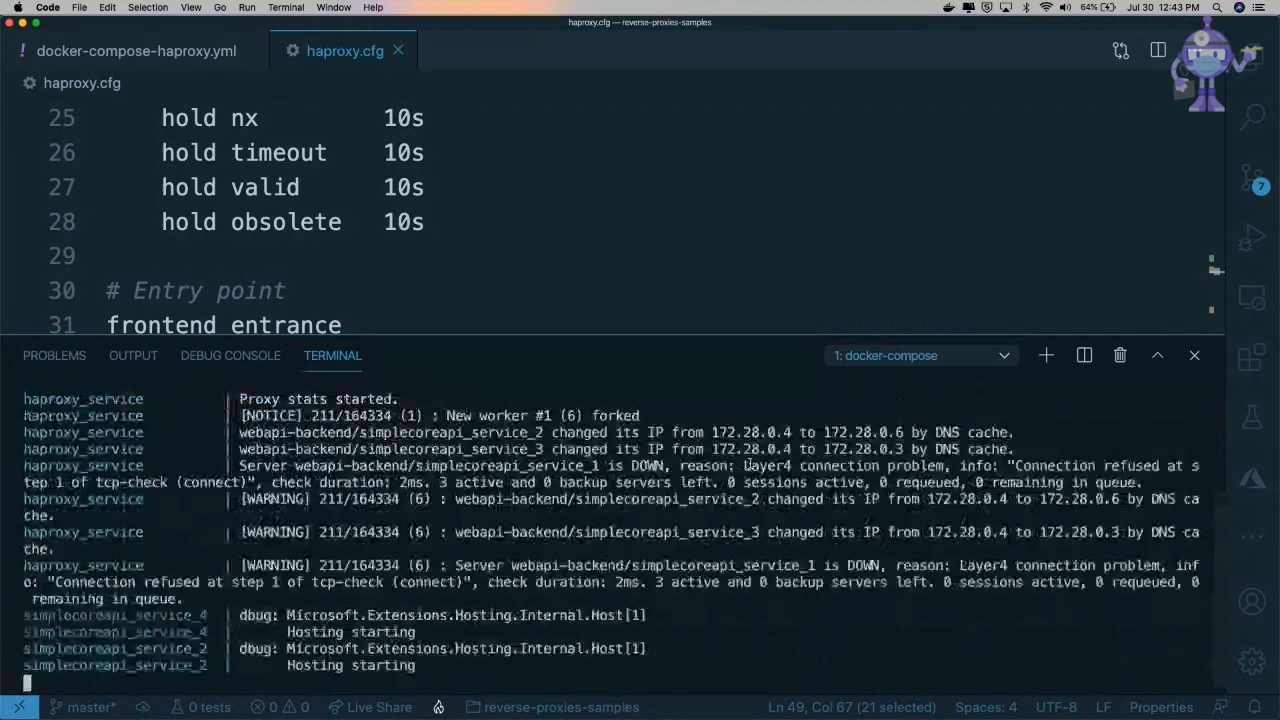 Code File Edit Selection View Go Run Terminal Window Help 64% Jul 30 12:43 PM
haproxy.cfg — reverse-proxies-samples
! docker-compose-haproxy.yml haproxy.cfg
haproxy.cfg
25 hold nx 10s
26 hold timeout 10s
27 hold valid 10s
28 hold obsolete 10s
29
30 # Entry point
31 frontend entrance
7
PROBLEMS OUTPUT DEBUG CONSOLE TERMINAL 1: docker-compose
haproxy_service | Proxy stats started.
haproxy_service | [NOTICE] 211/164334 (1) : New worker #1 (6) forked
haproxy_service | webapi-backend/simplecoreapi_service_2 changed its IP from 172.28.0.4 to 172.28.0.6 by DNS cache.
haproxy_service | webapi-backend/simplecoreapi_service_3 changed its IP from 172.28.0.4 to 172.28.0.3 by DNS cache.
haproxy_service | Server webapi-backend/simplecoreapi_service_1 is DOWN, reason: Layer4 connection problem, info: "Connection refused at s
tep 1 of tcp-check (connect)", check duration: 2ms. 3 active and 0 backup servers left. 0 sessions active, 0 requeued, 0 remaining in queue.
haproxy_service | [WARNING] 211/164334 (6) : webapi-backend/simplecoreapi_service_2 changed its IP from 172.28.0.4 to 172.28.0.6 by DNS ca
che.
haproxy_service | [WARNING] 211/164334 (6) : webapi-backend/simplecoreapi_service_3 changed its IP from 172.28.0.4 to 172.28.0.3 by DNS ca
che.
haproxy_service | [WARNING] 211/164334 (6) : Server webapi-backend/simplecoreapi_service_1 is DOWN, reason: Layer4 connection problem, inf
o: "Connection refused at step 1 of tcp-check (connect)", check duration: 2ms. 3 active and 0 backup servers left. 0 sessions active, 0 requeued, 0
remaining in queue.
simplecoreapi_service_4 | dbug: Microsoft.Extensions.Hosting.Internal.Host[1]
simplecoreapi_service_4 | Hosting starting
simplecoreapi_service_2 | dbug: Microsoft.Extensions.Hosting.Internal.Host[1]
simplecoreapi_service_2 | Hosting starting
master* 0 tests 0 0 Live Share reverse-proxies-samples Ln 49, Col 67 (21 selected) Spaces: 4 UTF-8 LF Properties